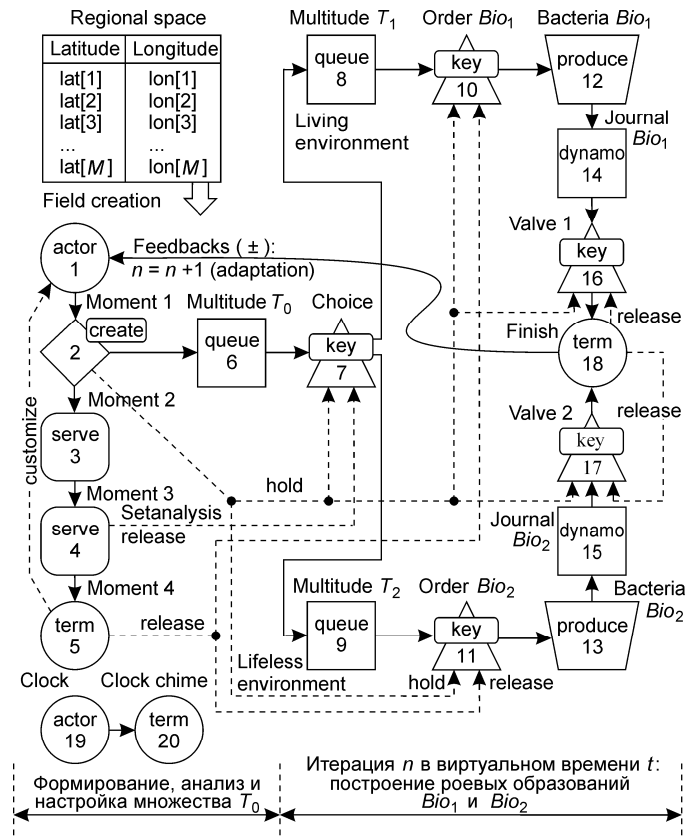 Regional space
Latitude Longitude
lat[1] lon[1]
lat[2] lon[2]
lat[3] lon[3]
... ...
lat[M] lon[M]
Field creation
Multitude T1
queue
8
Living
environment
Order Bio1
key
10
Bacteria Bio1
produce
12
Journal
Bio1
dynamo
14
Valve 1
key
16
release
Finish
term
18
release
Valve 2
key
17
Journal
Bio2
dynamo
15
Bacteria
Bio2
produce
13
actor
1
Feedbacks ( ± ):
n = n +1 (adaptation)
Moment 1
create
2
Multitude T0
queue
6
Choice
key
7
Moment 2
customize
serve
3
Moment 3
hold
Setanalysis
release
serve
4
Moment 4
term
5
release
Multitude T2
queue
9
Lifeless
environment
Order Bio2
key
11
hold
release
Clock
actor
19
Clock chime
term
20
Формирование, анализ и
настройка множества T0
Итерация n в виртуальном времени t:
построение роевых образований
Bio1 и Bio2